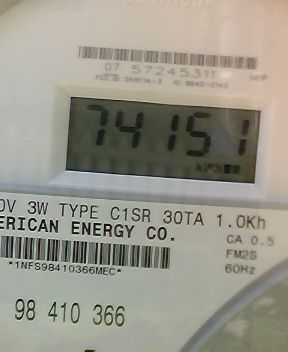 07 57245311
74151
kWh
0V 3W TYPE C1SR 30TA 1.0Kh
ERICAN ENERGY CO.
CA 0.5
FM2S
60Hz
*1NFS98410366MEC*
98 410 366